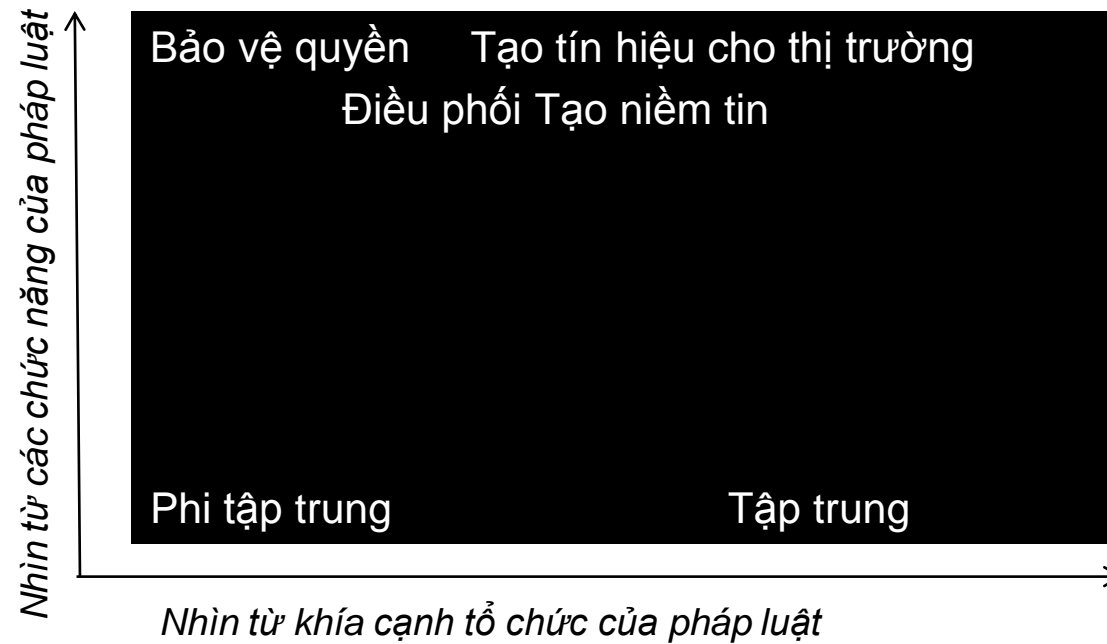 Nhìn từ các chức năng của pháp luật
Bảo vệ quyền Tạo tín hiệu cho thị trường
Điều phối Tạo niềm tin
Phi tập trung Tập trung
Nhìn từ khía cạnh tổ chức của pháp luật